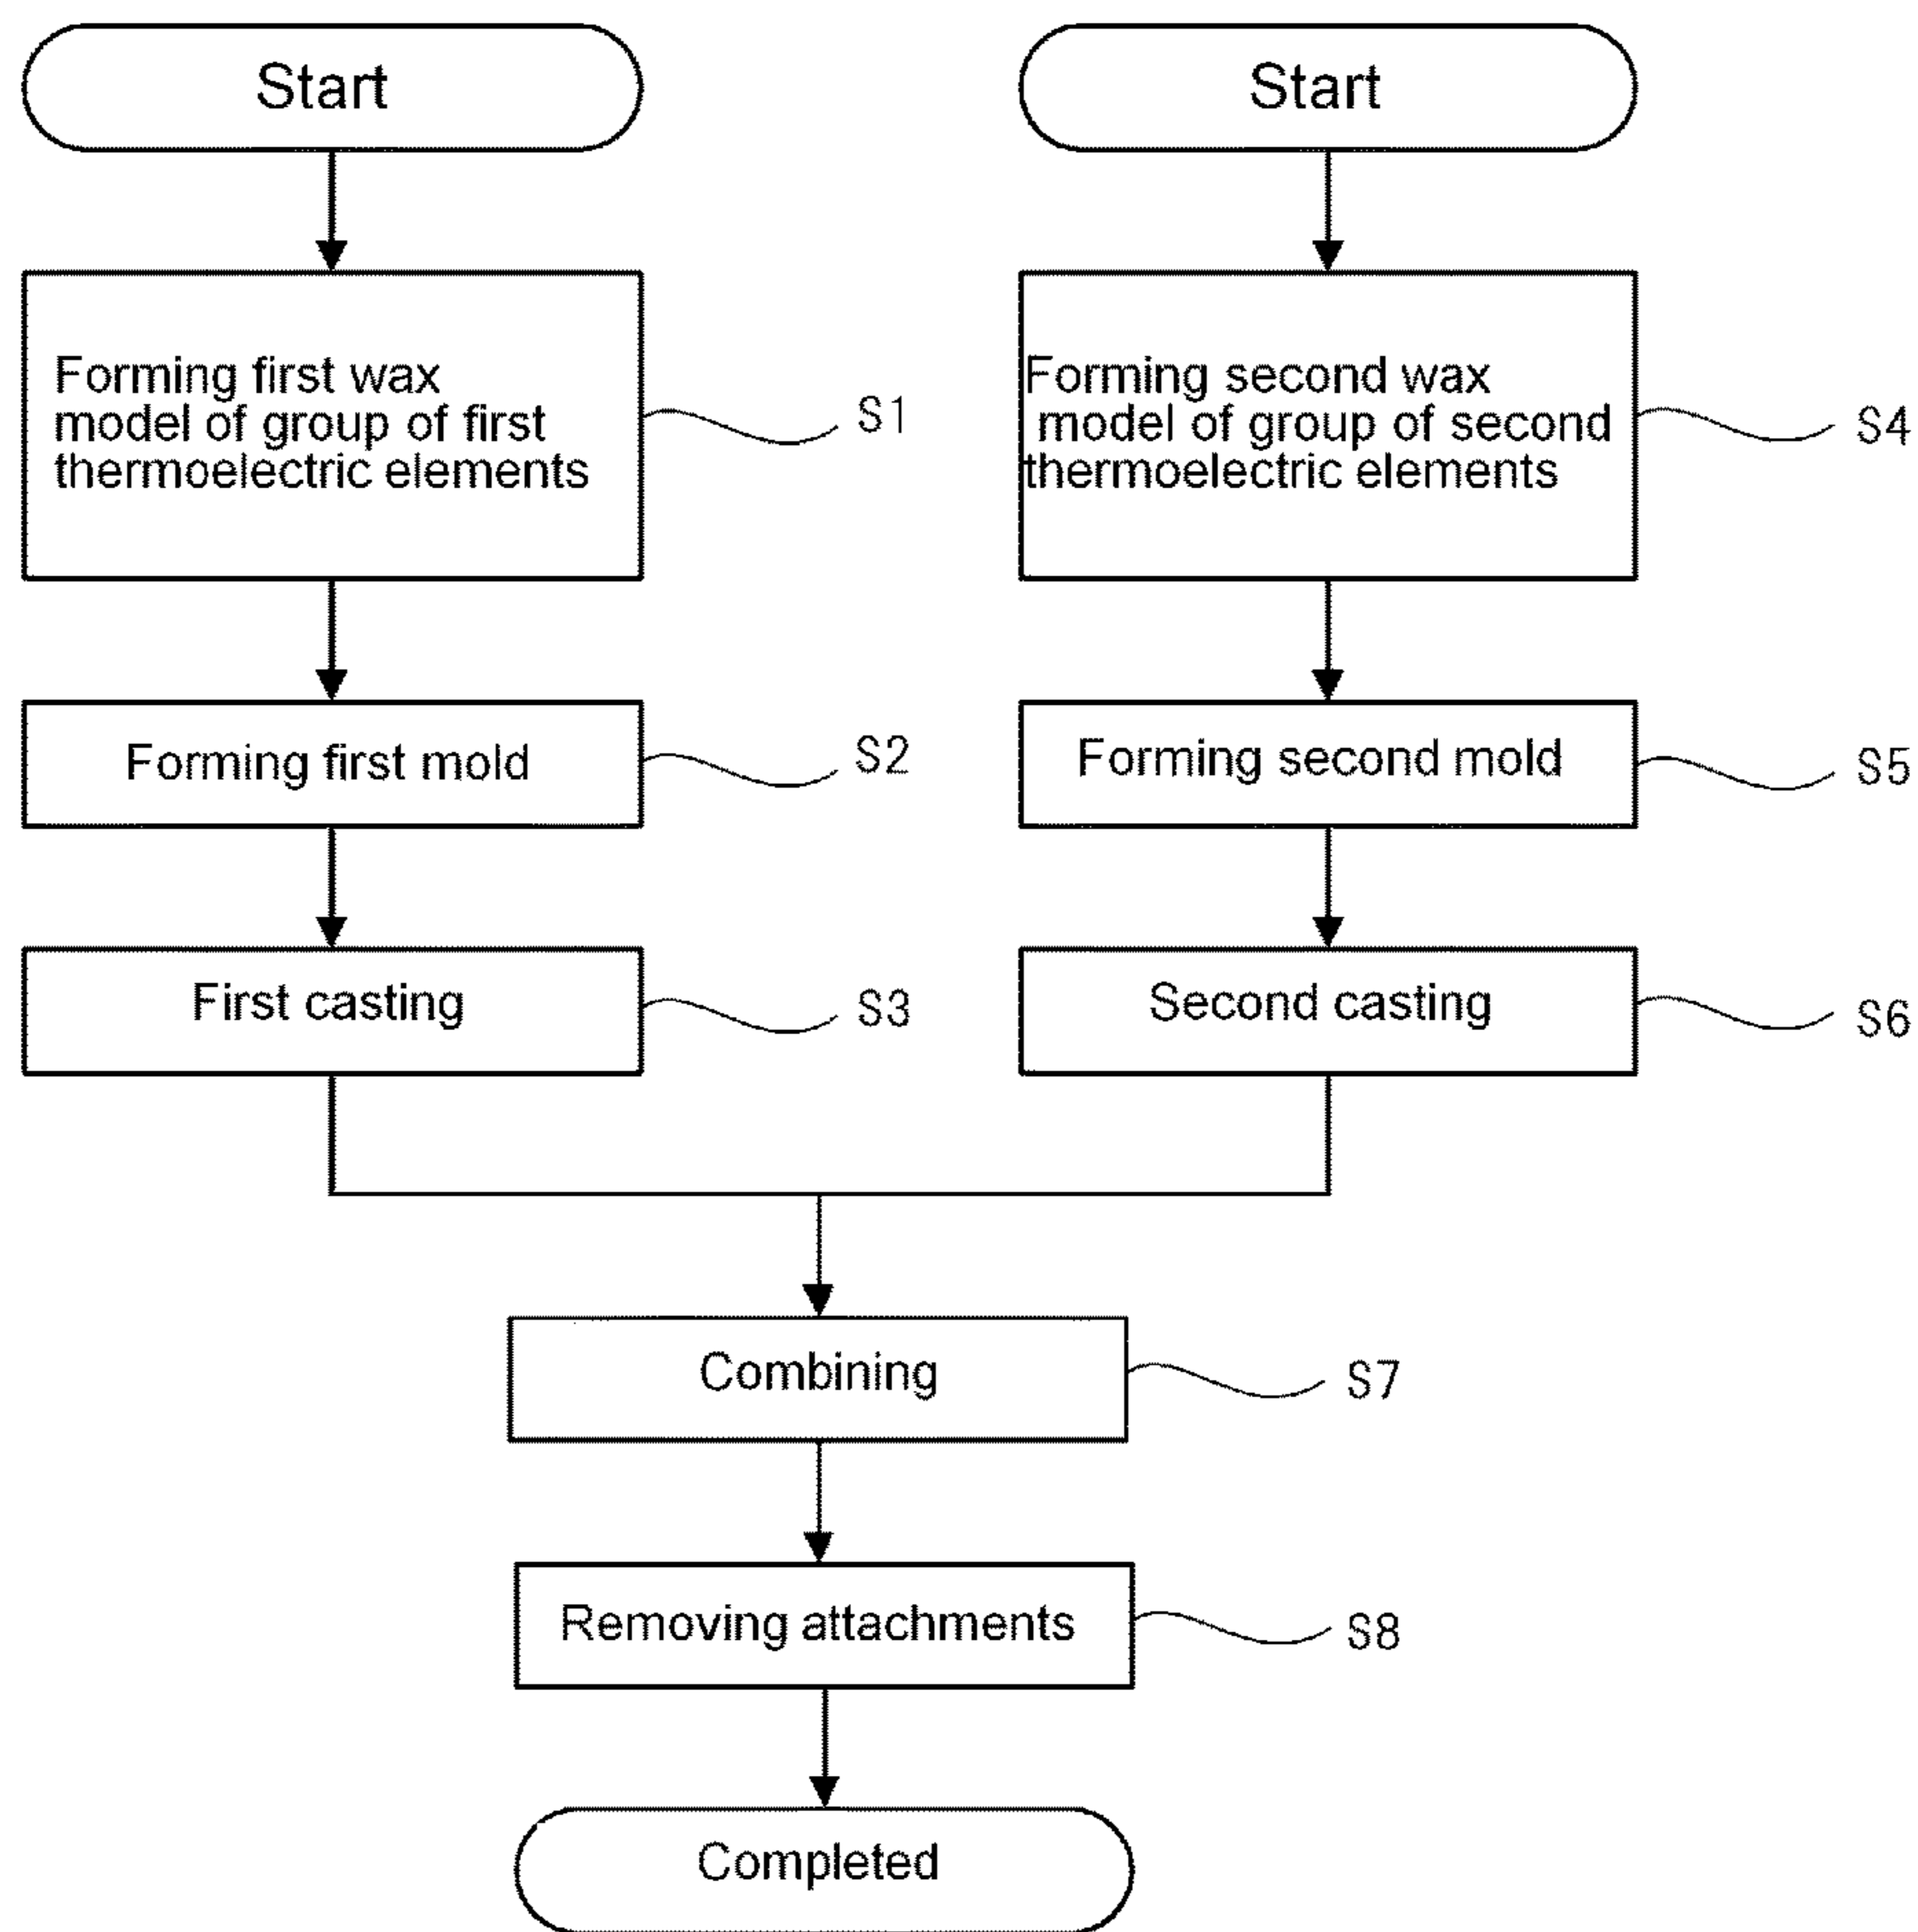 Start
Forming first wax
model of group of first
thermoelectric elements
S1
Forming first mold
S2
First casting
S3
Start
Forming second wax
model of group of second
thermoelectric elements
S4
Forming second mold
S5
Second casting
S6
Combining
S7
Removing attachments
S8
Completed